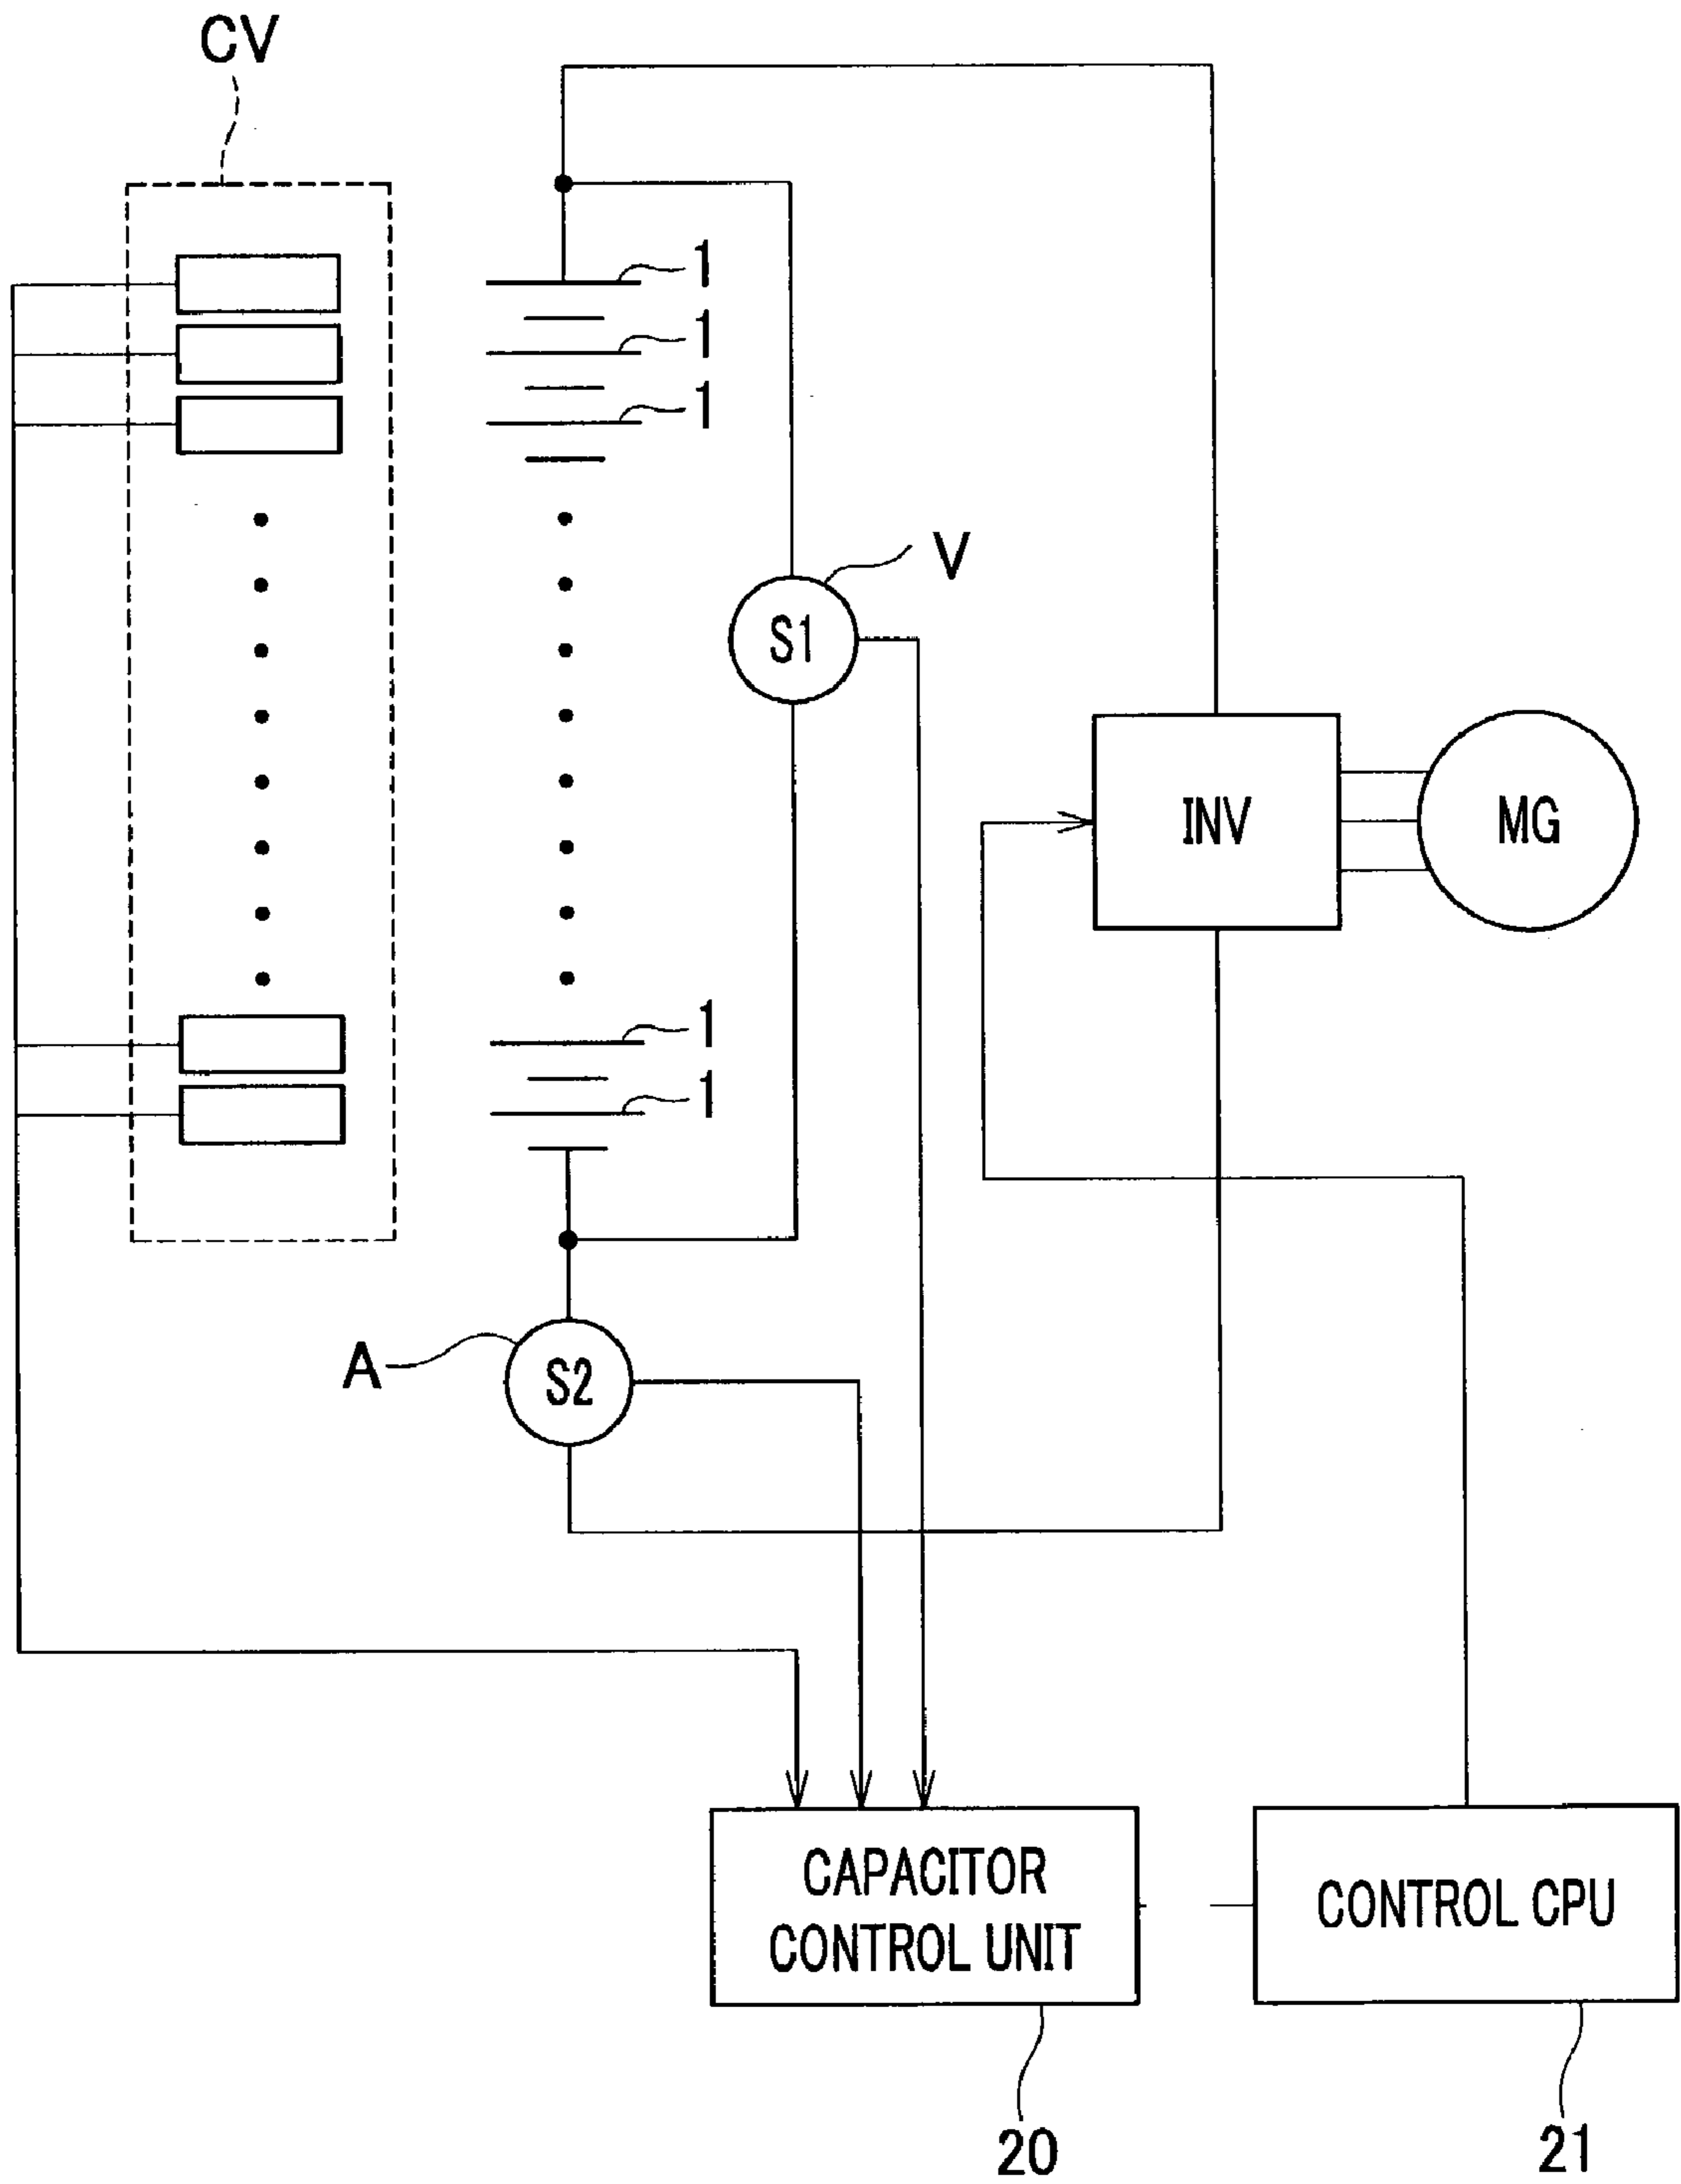 CV
1
1
1
V
S1
INV
MG
1
1
A
S2
CAPACITOR
CONTROL UNIT
CONTROL CPU
20
21